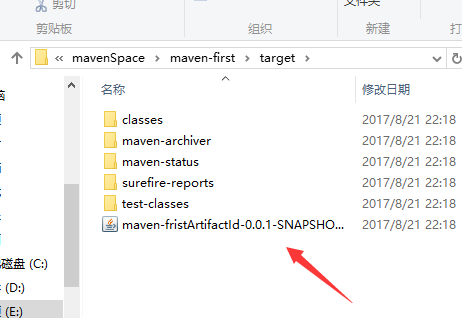 剪切
文件夹
剪贴板
组织
新建
打
« mavenSpace › maven-first › target ›
名称
修改日期
classes
2017/8/21 22:18
maven-archiver
2017/8/21 22:18
maven-status
2017/8/21 22:18
surefire-reports
2017/8/21 22:18
test-classes
2017/8/21 22:18
maven-fristArtifactId-0.0.1-SNAPSHO...
2017/8/21 22:18
磁盘 (C:)
(D:)
(E:)